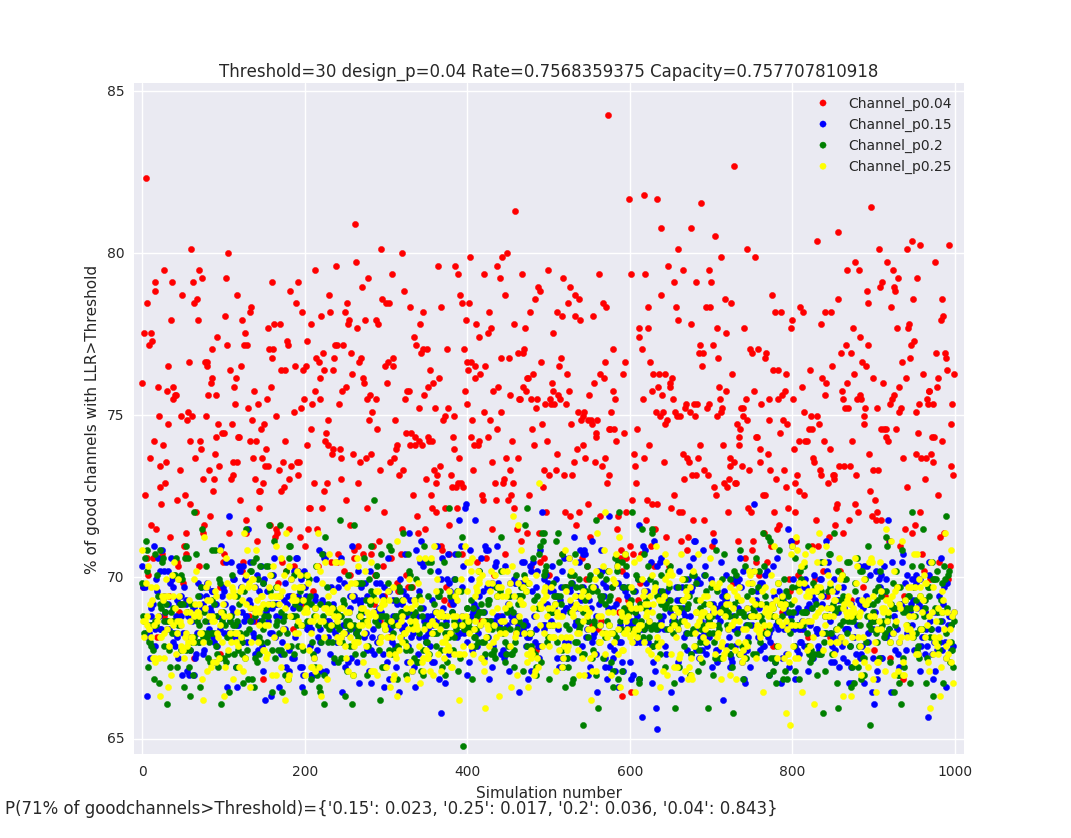 Threshold=30 design_p=0.04 Rate=0.7568359375 Capacity=0.757707810918
85
80
75
70
65
% of good channels with LLR>Threshold
Channel_p0.04
Channel_p0.15
Channel_p0.2
Channel_p0.25
0 200 400 600 800 1000
Simulation number
P(71% of goodchannels>Threshold)={'0.15': 0.023, '0.25': 0.017, '0.2': 0.036, '0.04': 0.843}